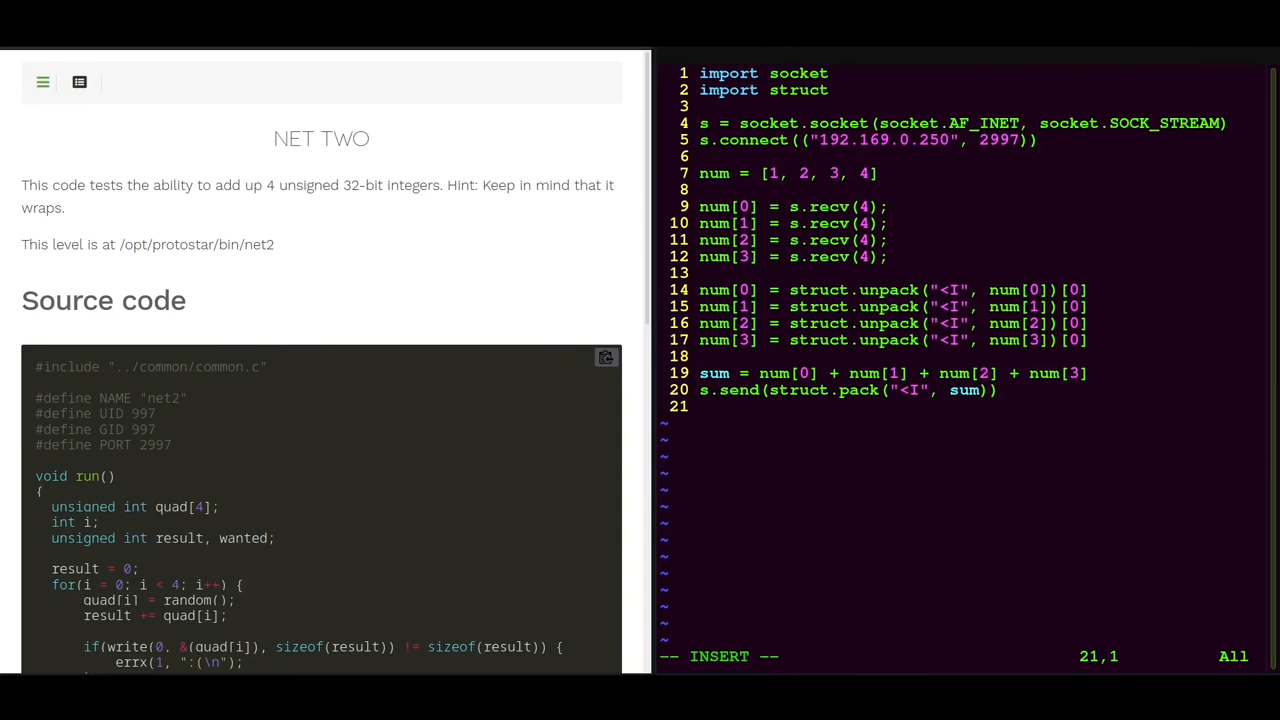 NET TWO
This code tests the ability to add up 4 unsigned 32-bit integers. Hint: Keep in mind that it
wraps.
This level is at /opt/protostar/bin/net2
Source code
#include "../common/common.c"
#define NAME "net2"
#define UID 997
#define GID 997
#define PORT 2997
void run()
{
unsigned int quad[4];
int i;
unsigned int result, wanted;
result = 0;
for(i = 0; i < 4; i++) {
quad[i] = random();
result += quad[i];
if(write(0, &(quad[i]), sizeof(result)) != sizeof(result)) {
errx(1, ":(\n");
1 import socket
2 import struct
3
4 s = socket.socket(socket.AF_INET, socket.SOCK_STREAM)
5 s.connect(("192.169.0.250", 2997))
6
7 num = [1, 2, 3, 4]
8
9 num[0] = s.recv(4);
10 num[1] = s.recv(4);
11 num[2] = s.recv(4);
12 num[3] = s.recv(4);
13
14 num[0] = struct.unpack("<I", num[0])[0]
15 num[1] = struct.unpack("<I", num[1])[0]
16 num[2] = struct.unpack("<I", num[2])[0]
17 num[3] = struct.unpack("<I", num[3])[0]
18
19 sum = num[0] + num[1] + num[2] + num[3]
20 s.send(struct.pack("<I", sum))
21
~
~
~
~
~
~
~
~
~
~
~
~
~
~
-- INSERT -- 21,1 All